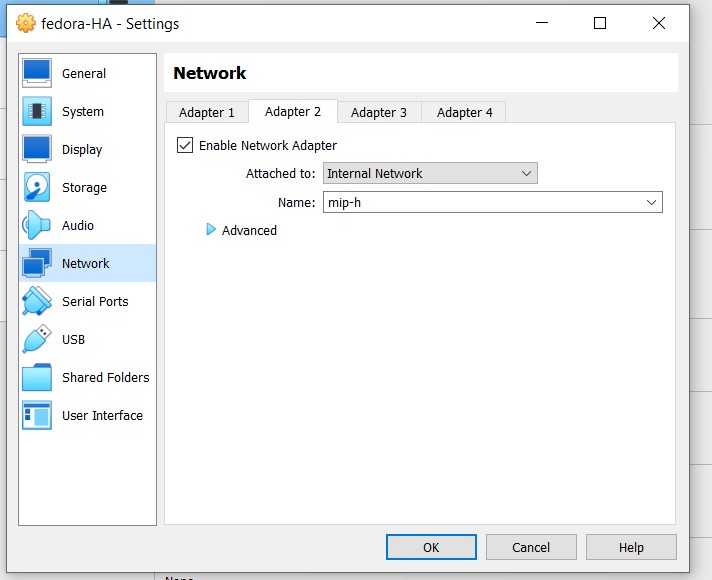 fedora-HA - Settings
General
System
Display
Storage
Audio
Network
Serial Ports
USB
Shared Folders
User Interface
Network
Adapter 1 Adapter 2 Adapter 3 Adapter 4
Enable Network Adapter
Attached to: Internal Network
Name: mip-h
Advanced
OK Cancel Help